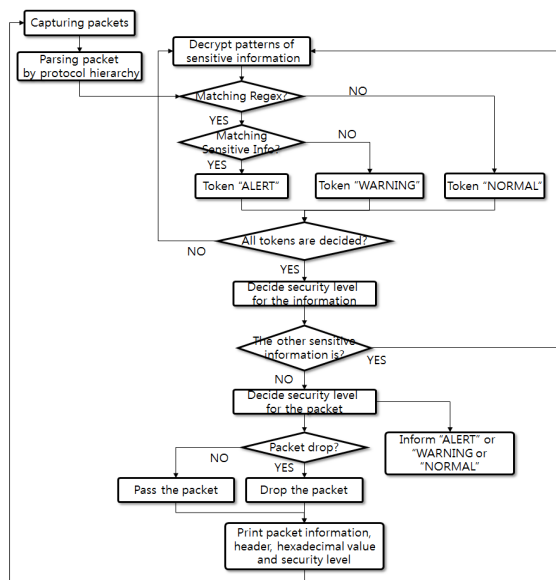 Capturing packets
Parsing packet
by protocol hierarchy
Decrypt patterns of
sensitive information
Matching Regex?
NO
YES
Matching
Sensitive Info?
NO
YES
Token "ALERT"
Token "WARNING"
Token "NORMAL"
All tokens are decided?
NO
YES
Decide security level
for the information
The other sensitive
information is?
YES
NO
Decide security level
for the packet
Inform "ALERT" or
"WARNING or
"NORMAL"
Packet drop?
NO
YES
Pass the packet
Drop the packet
Print packet information,
header, hexadecimal value
and security level